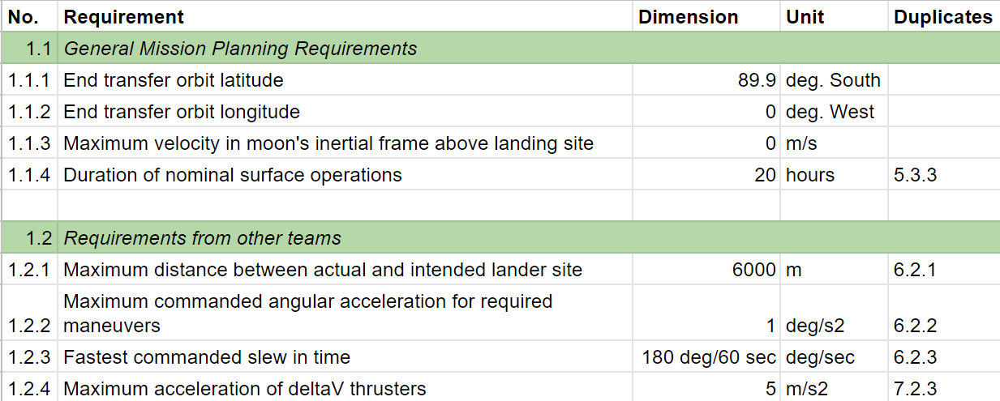 No. Requirement Dimension Unit Duplicates
1.1 General Mission Planning Requirements
1.1.1 End transfer orbit latitude 89.9 deg. South
1.1.2 End transfer orbit longitude 0 deg. West
1.1.3 Maximum velocity in moon's inertial frame above landing site 0 m/s
1.1.4 Duration of nominal surface operations 20 hours 5.3.3
1.2 Requirements from other teams
1.2.1 Maximum distance between actual and intended lander site 6000 m 6.2.1
Maximum commanded angular acceleration for required
1.2.2 maneuvers 1 deg/s2 6.2.2
1.2.3 Fastest commanded slew in time 180 deg/60 sec deg/sec 6.2.3
1.2.4 Maximum acceleration of deltaV thrusters 5 m/s2 7.2.3